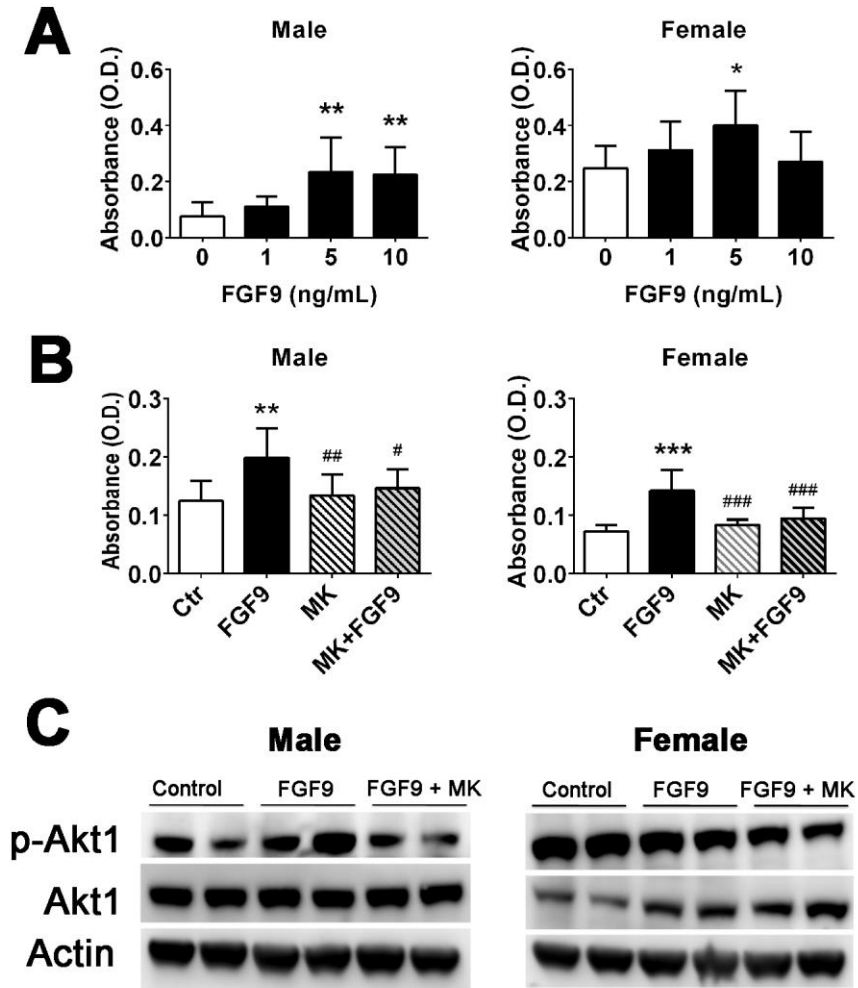 A
Male
Female
Absorbance (O.D.)
0.6
0.4
0.2
0.0
**
**
0
1
5
10
FGF9 (ng/mL)
Absorbance (O.D.)
0.6
0.4
0.2
0.0
*
0
1
5
10
FGF9 (ng/mL)
B
Male
Female
Absorbance (O.D.)
0.3
0.2
0.1
0.0
**
##
#
Ctr
FGF9
MK
MK+FGF9
Absorbance (O.D.)
0.3
0.2
0.1
0.0
***
###
###
Ctr
FGF9
MK
MK+FGF9
C
Male
Female
Control FGF9 FGF9 + MK
Control FGF9 FGF9 + MK
p-Akt1
Akt1
Actin